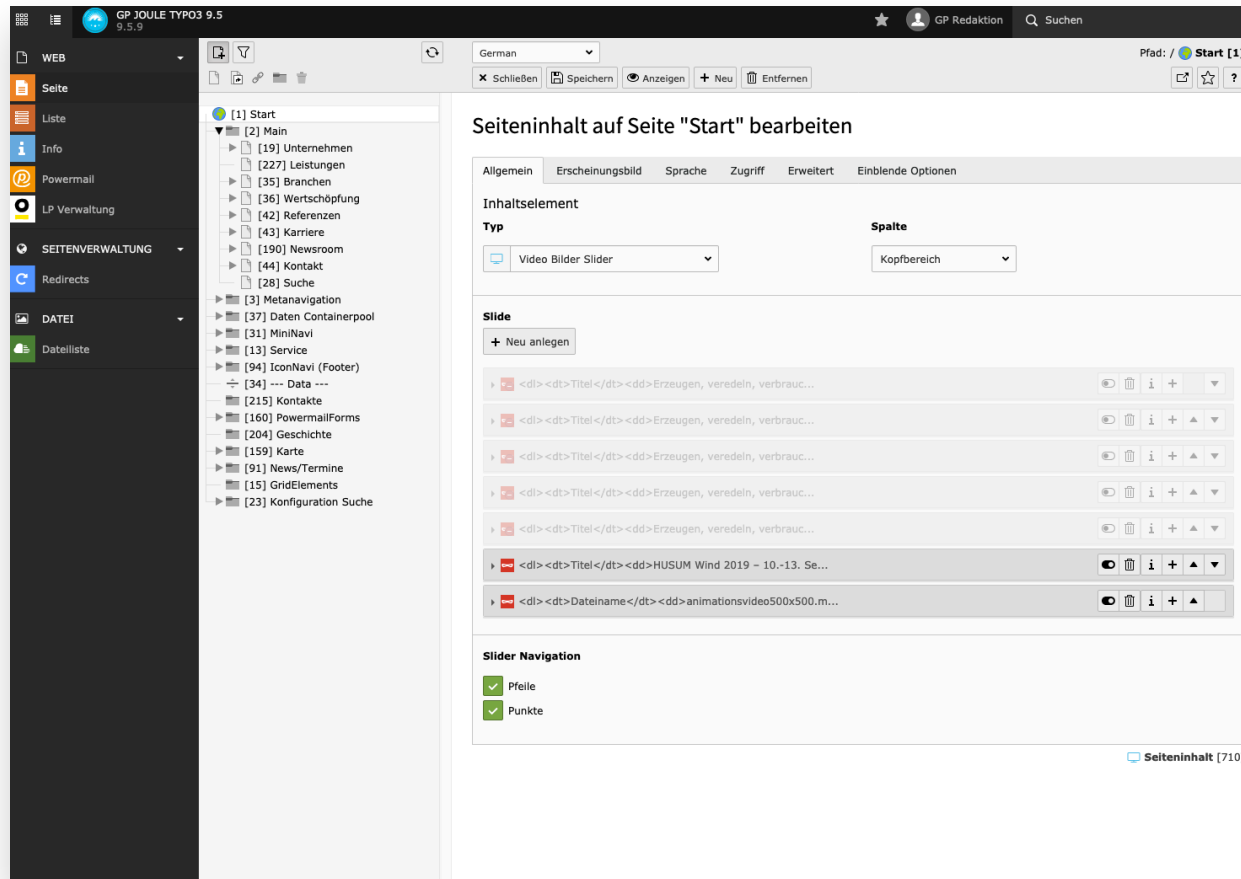 GP JOULE TYPO3 9.5
9.5.9
GP Redaktion
Suchen
WEB
Seite
Liste
Info
Powermail
LP Verwaltung
SEITENVERWALTUNG
Redirects
DATEI
Dateiliste
[1] Start
[2] Main
[19] Unternehmen
[227] Leistungen
[35] Branchen
[36] Wertschöpfung
[42] Referenzen
[43] Karriere
[190] Newsroom
[44] Kontakt
[28] Suche
[3] Metanavigation
[37] Daten Containerpool
[31] MiniNavi
[13] Service
[94] IconNavi (Footer)
[34] --- Data ---
[215] Kontakte
[160] PowermailForms
[204] Geschichte
[159] Karte
[91] News/Termine
[15] GridElements
[23] Konfiguration Suche
German
Pfad: / Start [1]
Schließen Speichern Anzeigen Neu Entfernen
?
Seiteninhalt auf Seite "Start" bearbeiten
Allgemein Erscheinungsbild Sprache Zugriff Erweitert Einblende Optionen
Inhaltselement
Typ Spalte
Video Bilder Slider Kopfbereich
Slide
+ Neu anlegen
<dl><dt>Titel</dt><dd>Erzeugen, veredeln, verbrauc...
<dl><dt>Titel</dt><dd>Erzeugen, veredeln, verbrauc...
<dl><dt>Titel</dt><dd>Erzeugen, veredeln, verbrauc...
<dl><dt>Titel</dt><dd>Erzeugen, veredeln, verbrauc...
<dl><dt>Titel</dt><dd>Erzeugen, veredeln, verbrauc...
<dl><dt>Titel</dt><dd>HUSUM Wind 2019 – 10.-13. Se...
<dl><dt>Dateiname</dt><dd>animationsvideo500x500.m...
Slider Navigation
Pfeile
Punkte
Seiteninhalt [710